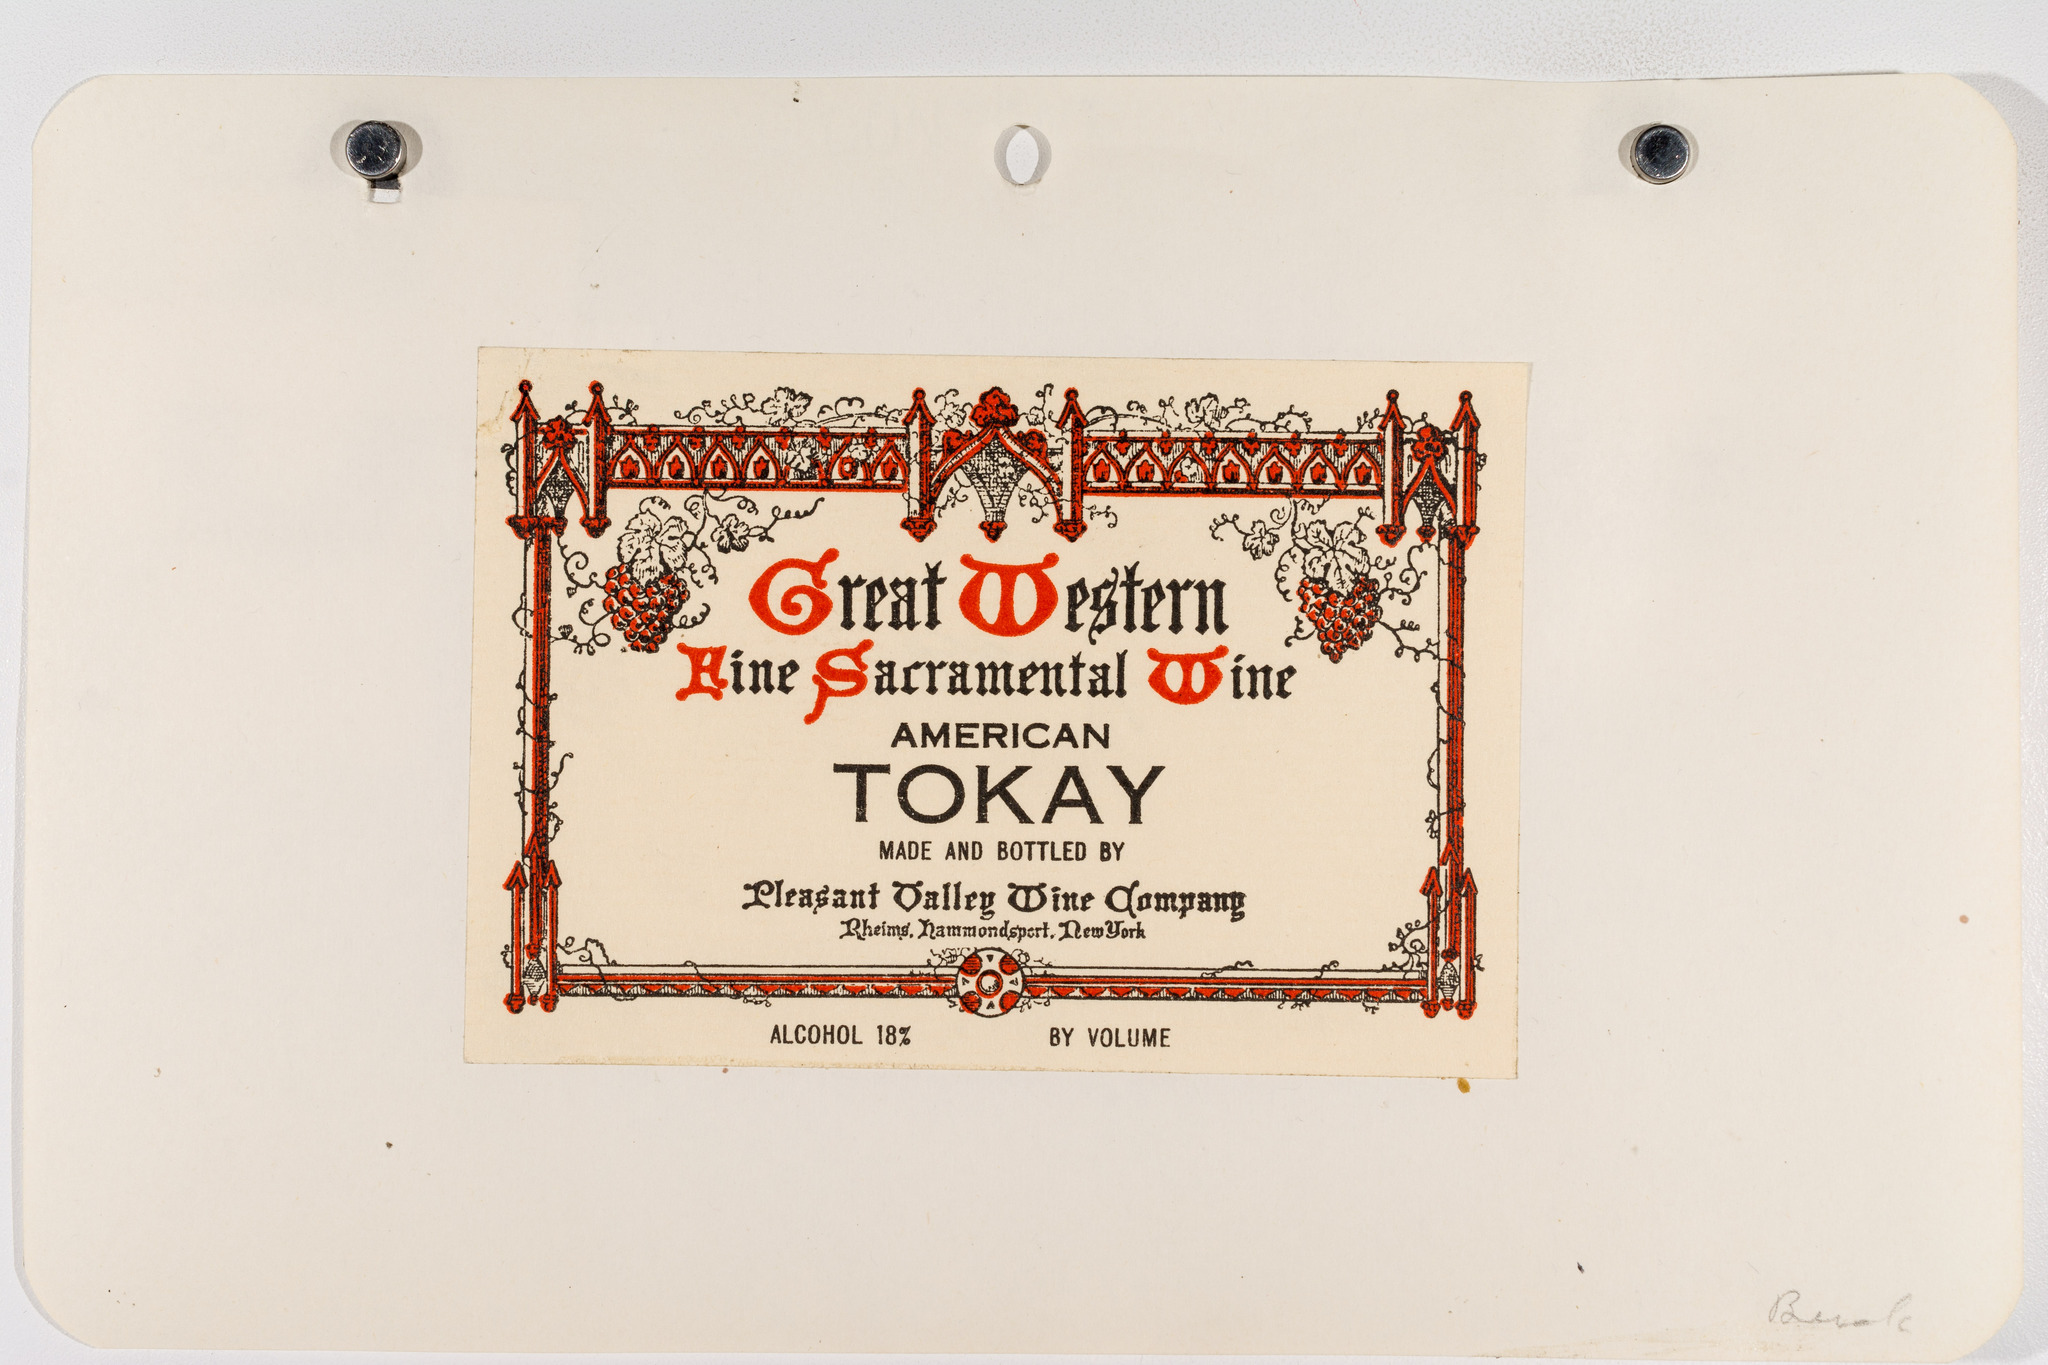 Great Western
Fine Sacramental Wine
AMERICAN
TOKAY
MADE AND BOTTLED BY
Pleasant Valley Wine Company
Rheims, Hammondsport, New York
ALCOHOL 18% BY VOLUME